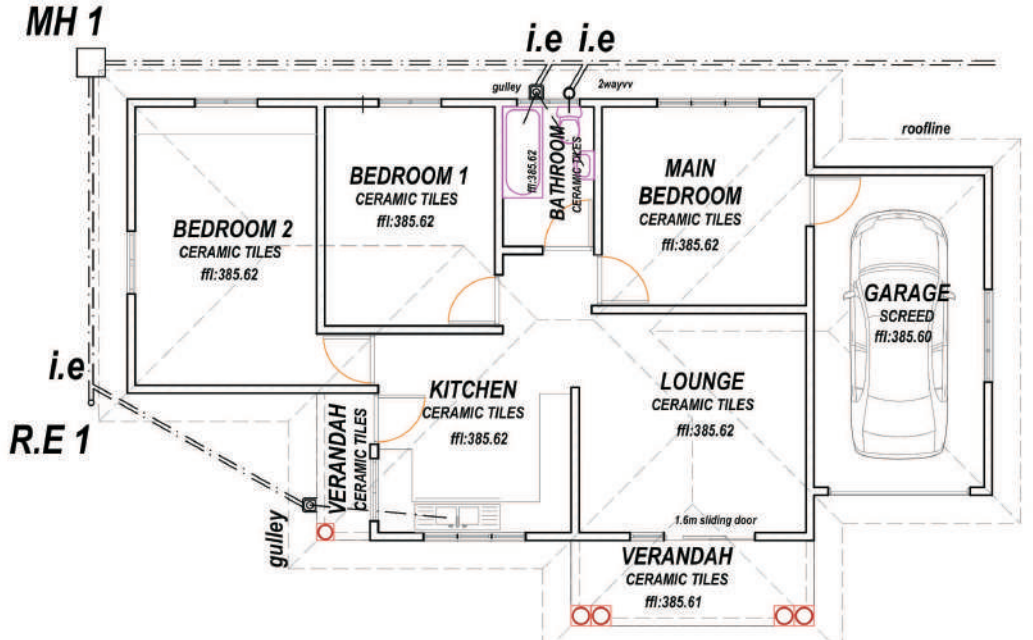 MH 1
i.e i.e
gulley
2wayvv
roofline
BEDROOM 2
CERAMIC TILES
ffl:385.62
BEDROOM 1
CERAMIC TILES
ffl:385.62
ffl:385.62
BATHROOM
CERAMIC TILES
MAIN
BEDROOM
CERAMIC TILES
ffl:385.62
GARAGE
SCREED
ffl:385.60
i.e
R.E 1
KITCHEN
CERAMIC TILES
ffl:385.62
LOUNGE
CERAMIC TILES
ffl:385.62
VERANDAH
CERAMIC TILES
gulley
1.6m sliding door
VERANDAH
CERAMIC TILES
ffl:385.61